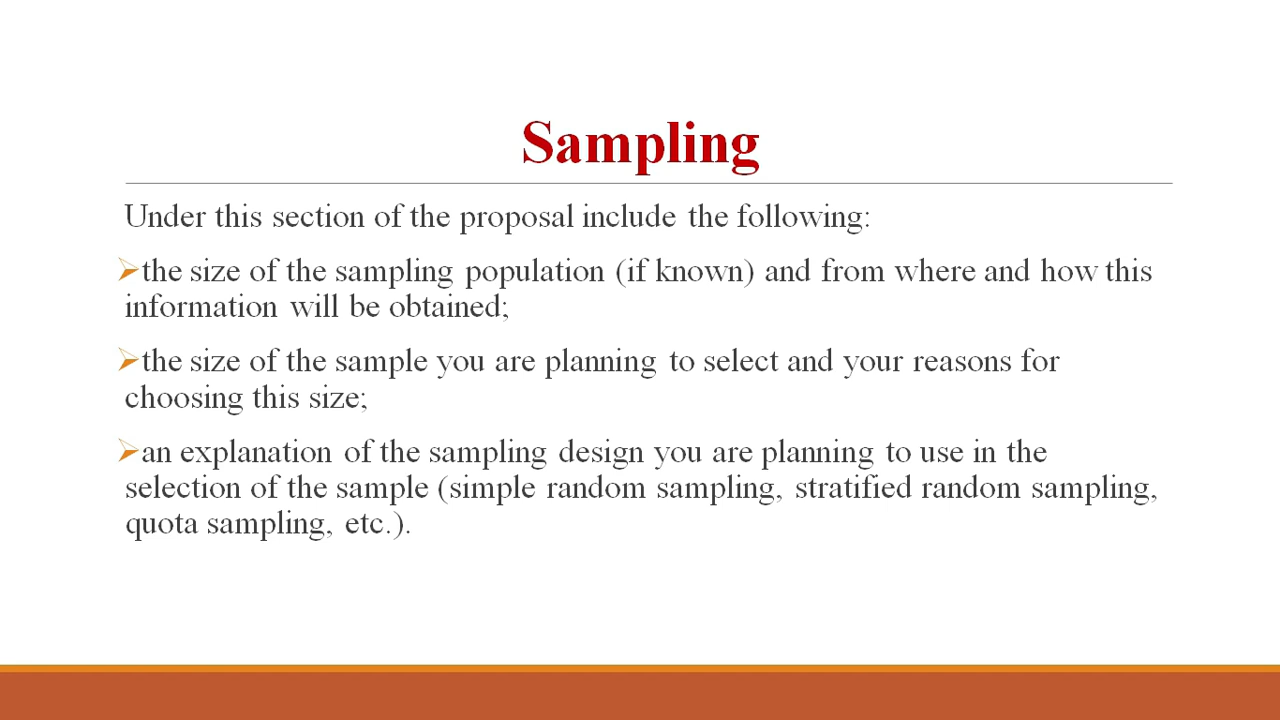 Sampling
Under this section of the proposal include the following:
➢the size of the sampling population (if known) and from where and how this
information will be obtained;
➢the size of the sample you are planning to select and your reasons for
choosing this size;
➢an explanation of the sampling design you are planning to use in the
selection of the sample (simple random sampling, stratified random sampling,
quota sampling, etc.).